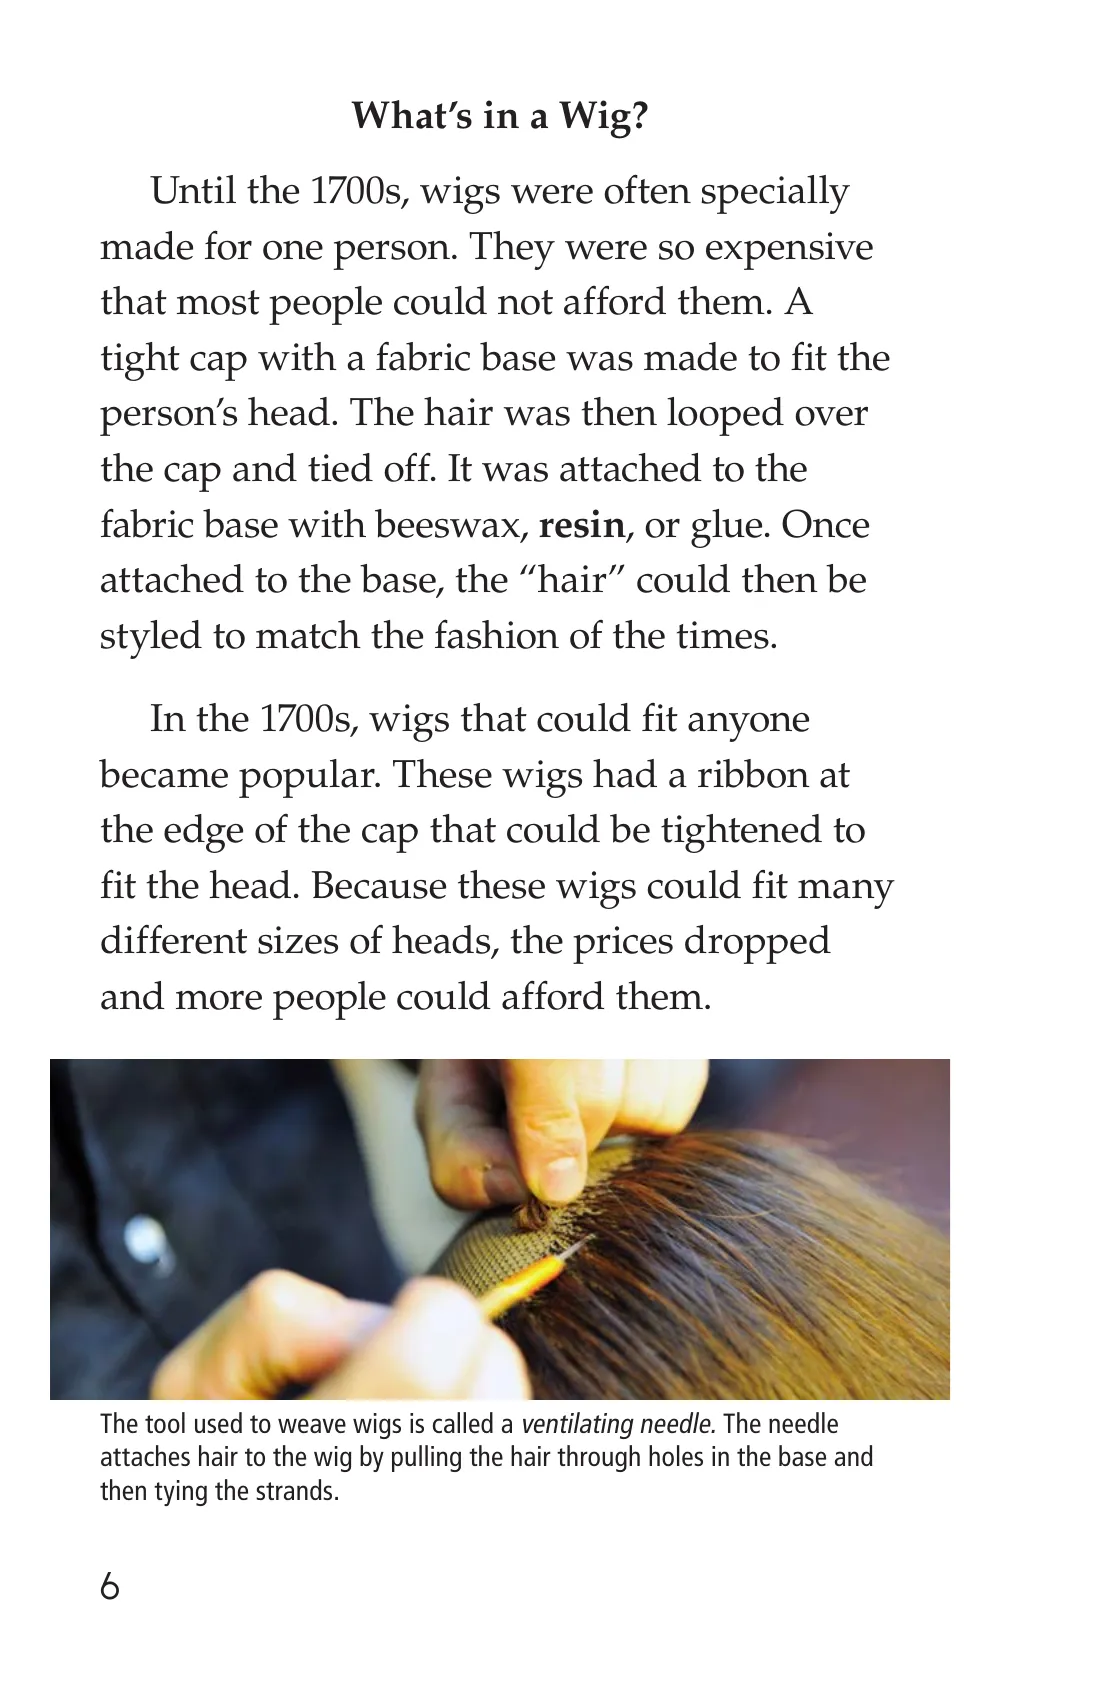 What’s in a Wig?
Until the 1700s, wigs were often specially
made for one person. They were so expensive
that most people could not afford them. A
tight cap with a fabric base was made to fit the
person’s head. The hair was then looped over
the cap and tied off. It was attached to the
fabric base with beeswax, resin, or glue. Once
attached to the base, the “hair” could then be
styled to match the fashion of the times.
In the 1700s, wigs that could fit anyone
became popular. These wigs had a ribbon at
the edge of the cap that could be tightened to
fit the head. Because these wigs could fit many
different sizes of heads, the prices dropped
and more people could afford them.
The tool used to weave wigs is called a ventilating needle. The needle
attaches hair to the wig by pulling the hair through holes in the base and
then tying the strands.
6